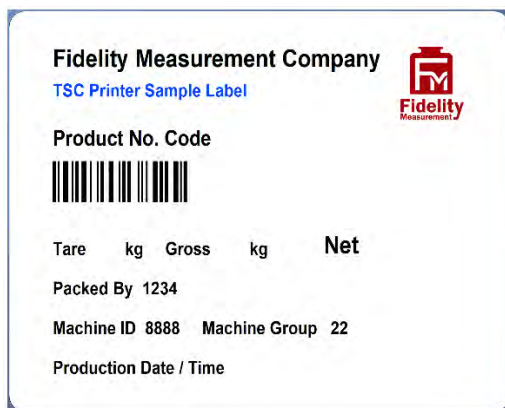 Fidelity Measurement Company
TSC Printer Sample Label
FM
Fidelity
Measurement
Product No. Code
Tare kg Gross kg Net
Packed By 1234
Machine ID 8888 Machine Group 22
Production Date / Time